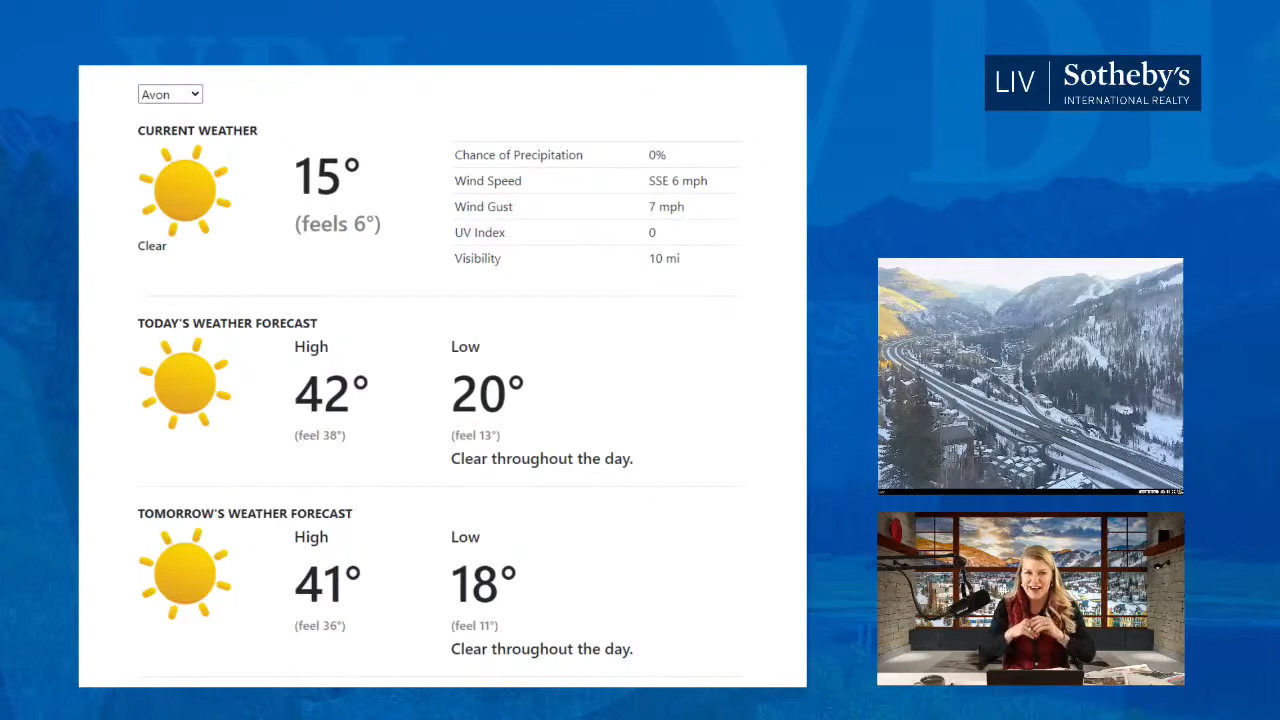 Avon
CURRENT WEATHER
15°
(feels 6°)
Clear
Chance of Precipitation 0%
Wind Speed SSE 6 mph
Wind Gust 7 mph
UV Index 0
Visibility 10 mi
TODAY'S WEATHER FORECAST
High Low
42° 20°
(feel 38°) (feel 13°)
Clear throughout the day.
TOMORROW'S WEATHER FORECAST
High Low
41° 18°
(feel 36°) (feel 11°)
Clear throughout the day.
LIV Sotheby's
INTERNATIONAL REALTY